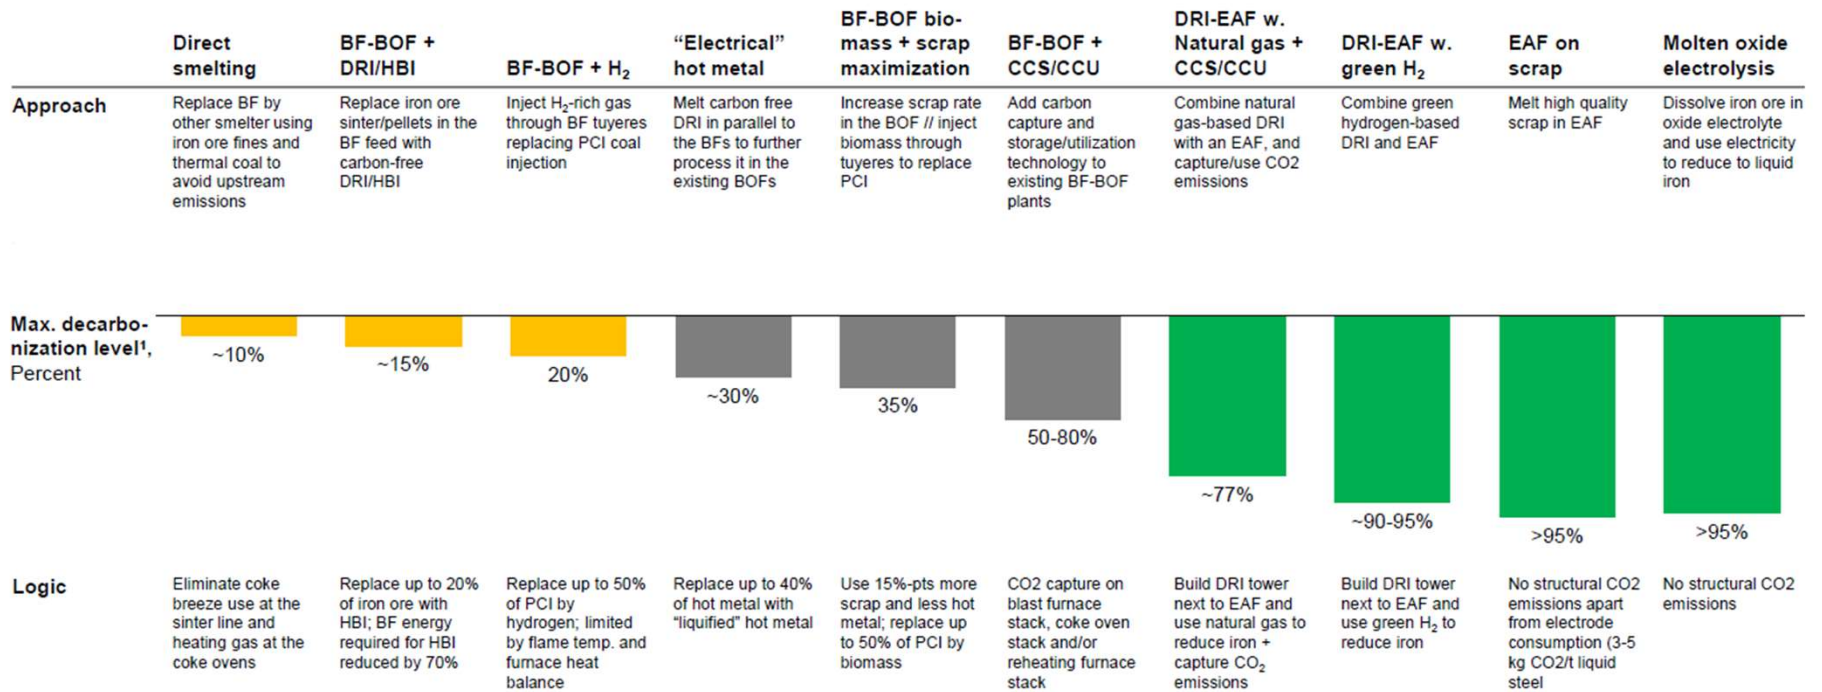 Direct
smelting
BF-BOF +
DRI/HBI
BF-BOF + H₂
“Electrical”
hot metal
BF-BOF bio-
mass + scrap
maximization
BF-BOF +
CCS/CCU
DRI-EAF w.
Natural gas +
CCS/CCU
DRI-EAF w.
green H₂
EAF on
scrap
Molten oxide
electrolysis
Approach
Replace BF by
other smelter using
iron ore fines and
thermal coal to
avoid upstream
emissions
Replace iron ore
sinter/pellets in the
BF feed with
carbon-free
DRI/HBI
Inject H₂-rich gas
through BF tuyeres
replacing PCI coal
injection
Melt carbon free
DRI in parallel to
the BFs to further
process it in the
existing BOFs
Increase scrap rate
in the BOF // inject
biomass through
tuyeres to replace
PCI
Add carbon
capture and
storage/utilization
technology to
existing BF-BOF
plants
Combine natural
gas-based DRI
with an EAF, and
capture/use CO2
emissions
Combine green
hydrogen-based
DRI and EAF
Melt high quality
scrap in EAF
Dissolve iron ore in
oxide electrolyte
and use electricity
to reduce to liquid
iron
Max. decarbo-
nization level¹,
Percent
~10%
~15%
20%
~30%
35%
50-80%
~77%
~90-95%
>95%
>95%
Logic
Eliminate coke
breeze use at the
sinter line and
heating gas at the
coke ovens
Replace up to 20%
of iron ore with
HBI; BF energy
required for HBI
reduced by 70%
Replace up to 50%
of PCI by
hydrogen; limited
by flame temp. and
furnace heat
balance
Replace up to 40%
of hot metal with
“liquified” hot metal
Use 15%-pts more
scrap and less hot
metal; replace up
to 50% of PCI by
biomass
CO2 capture on
blast furnace
stack, coke oven
stack and/or
reheating furnace
stack
Build DRI tower
next to EAF and
use natural gas to
reduce iron +
capture CO₂
emissions
Build DRI tower
next to EAF and
use green H₂ to
reduce iron
No structural CO2
emissions apart
from electrode
consumption (3-5
kg CO2/t liquid
steel
No structural CO2
emissions